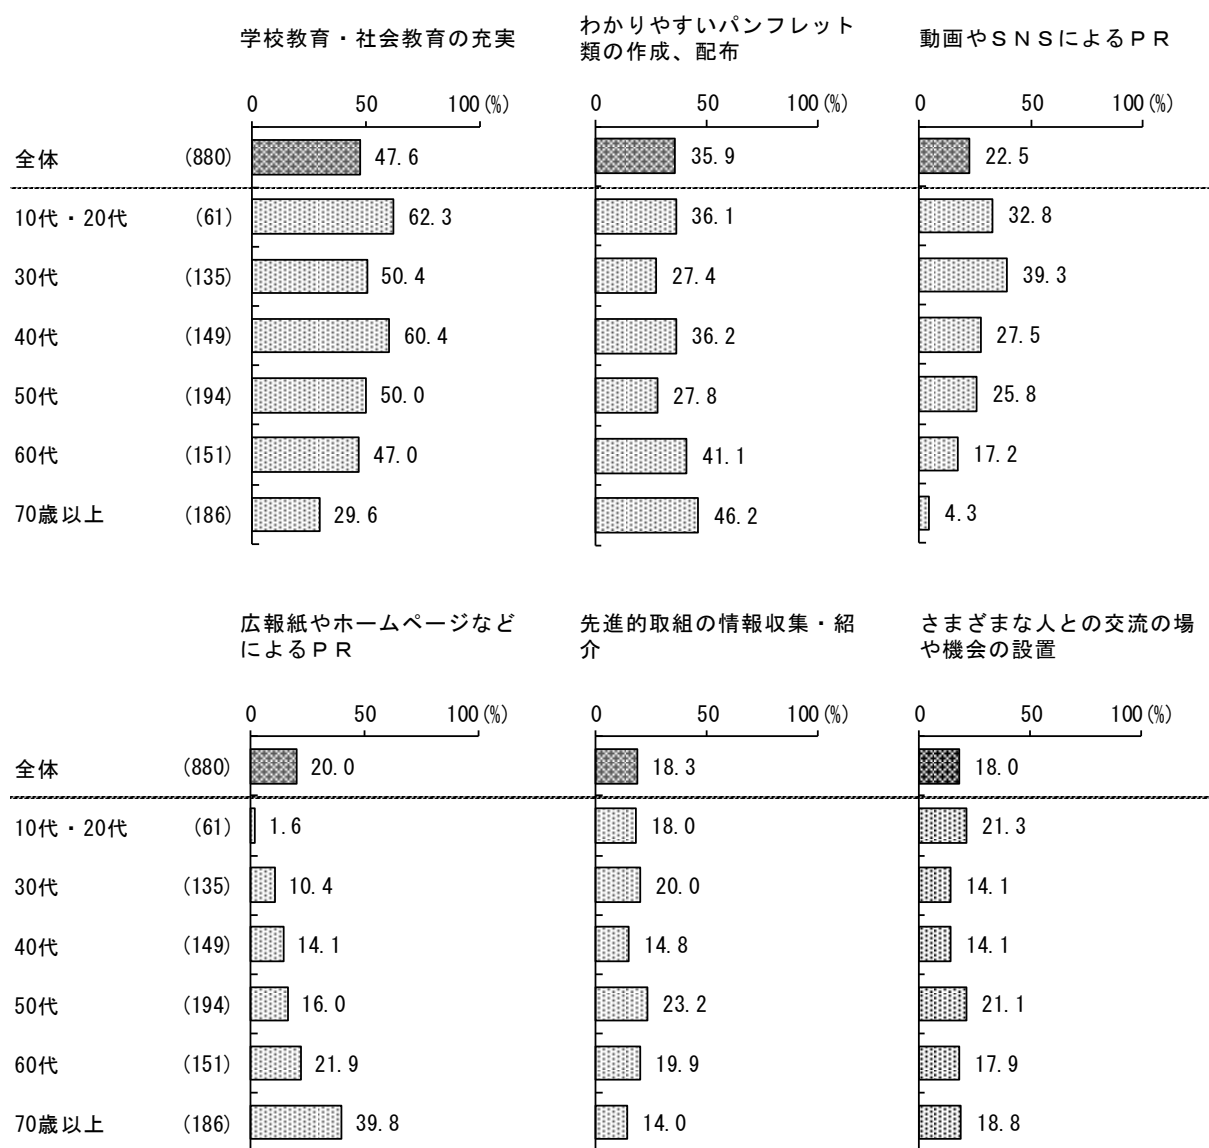 学校教育・社会教育の充実
わかりやすいパンフレット
類の作成、配布
動画やＳＮＳによるＰＲ
0 50 100(%) 0 50 100(%) 0 50 100(%)
全体 (880) 47.6 35.9 22.5
10代・20代 (61) 62.3 36.1 32.8
30代 (135) 50.4 27.4 39.3
40代 (149) 60.4 36.2 27.5
50代 (194) 50.0 27.8 25.8
60代 (151) 47.0 41.1 17.2
70歳以上 (186) 29.6 46.2 4.3
広報紙やホームページなど
によるＰＲ
先進的取組の情報収集・紹
介
さまざまな人との交流の場
や機会の設置
0 50 100(%) 0 50 100(%) 0 50 100(%)
全体 (880) 20.0 18.3 18.0
10代・20代 (61) 1.6 18.0 21.3
30代 (135) 10.4 20.0 14.1
40代 (149) 14.1 14.8 14.1
50代 (194) 16.0 23.2 21.1
60代 (151) 21.9 19.9 17.9
70歳以上 (186) 39.8 14.0 18.8